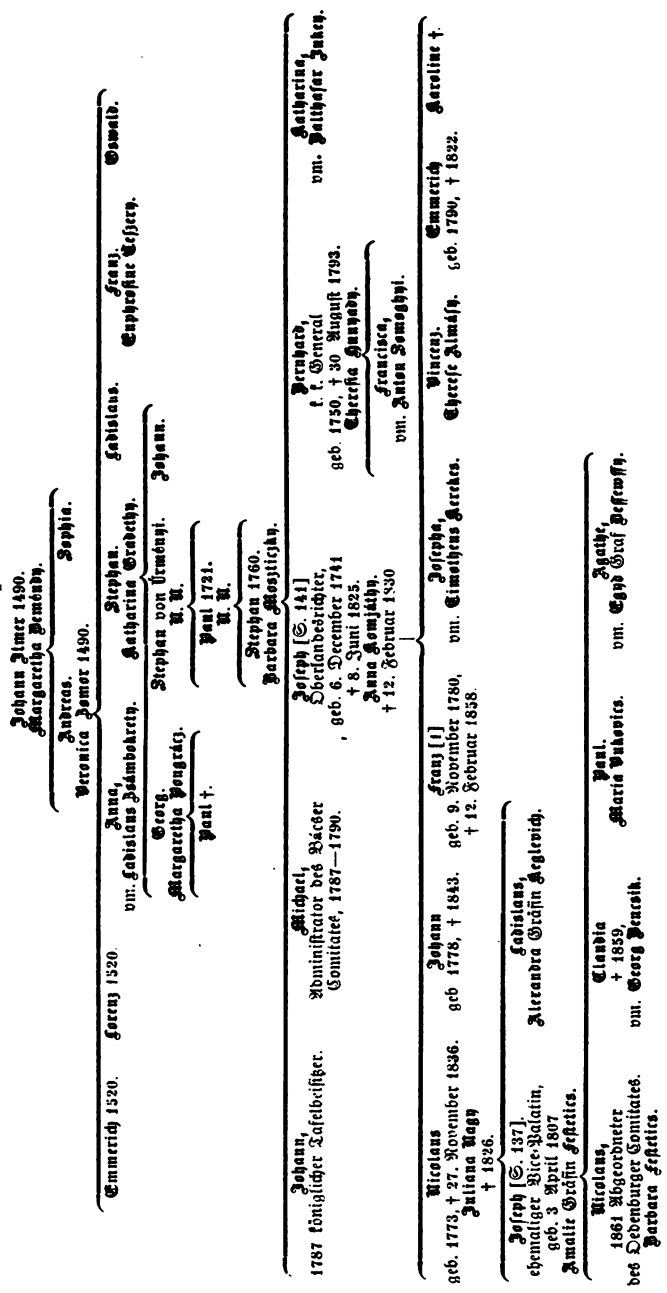 Johann Ilmer 1490.
Margaretha Deméndy.
Andreas.
Veronica Bomor 1490.
Sophia.
Emmerich 1520.
Lorenz 1520.
Anna,
vm. Ladislaus Zsámbokrety.
Stephan.
Katharina Gradethy.
Ladislaus.
Franz.
Euphrosine Csszery.
Oswald.
Georg.
Margaretha Pongrácz.
Stephan von Ürményi.
N. N.
Johann.
Paul †.
Paul 1721.
N. N.
Stephan 1760.
Barbara Moszticzky.
Johann,
1787 königlicher Tafelbeisitzer.
Michael,
Administrator des Bácser
Comitates, 1787—1790.
Joseph [S. 141]
Oberlandesrichter,
geb. 6. December 1741
† 8. Juni 1825.
Anna Komjáthy.
† 12. Februar 1830
Bernhard,
k. k. General
geb. 1750, † 30 August 1793.
Theresia Hunyady.
Katharina,
vm. Balthasar Inkey.
Francisca,
vm. Anton Somoghyi.
Nicolaus
geb. 1773, † 27. November 1836.
Juliana Nagy
† 1826.
Johann
geb 1778, † 1843.
Franz [1]
geb. 9. November 1780,
† 12. Februar 1858.
Josepha,
vm. Timotheus Kerekes.
Vincenz.
Therese Almásy.
Emmerich
geb. 1790, † 1822.
Karoline †.
Joseph [S. 137].
ehemaliger Vice-Palatin,
geb. 3 April 1807
Amalie Gräfin Festetics.
Ladislaus,
Alexandra Gräfin Keglevich.
Nicolaus,
1861 Abgeordneter
des Oedenburger Comitates.
Barbara Festetics.
Claudia
† 1859,
vm. Georg Bencsik.
Paul.
Maria Vukovics.
Agathe,
vm. Egyd Graf Dessewffy.